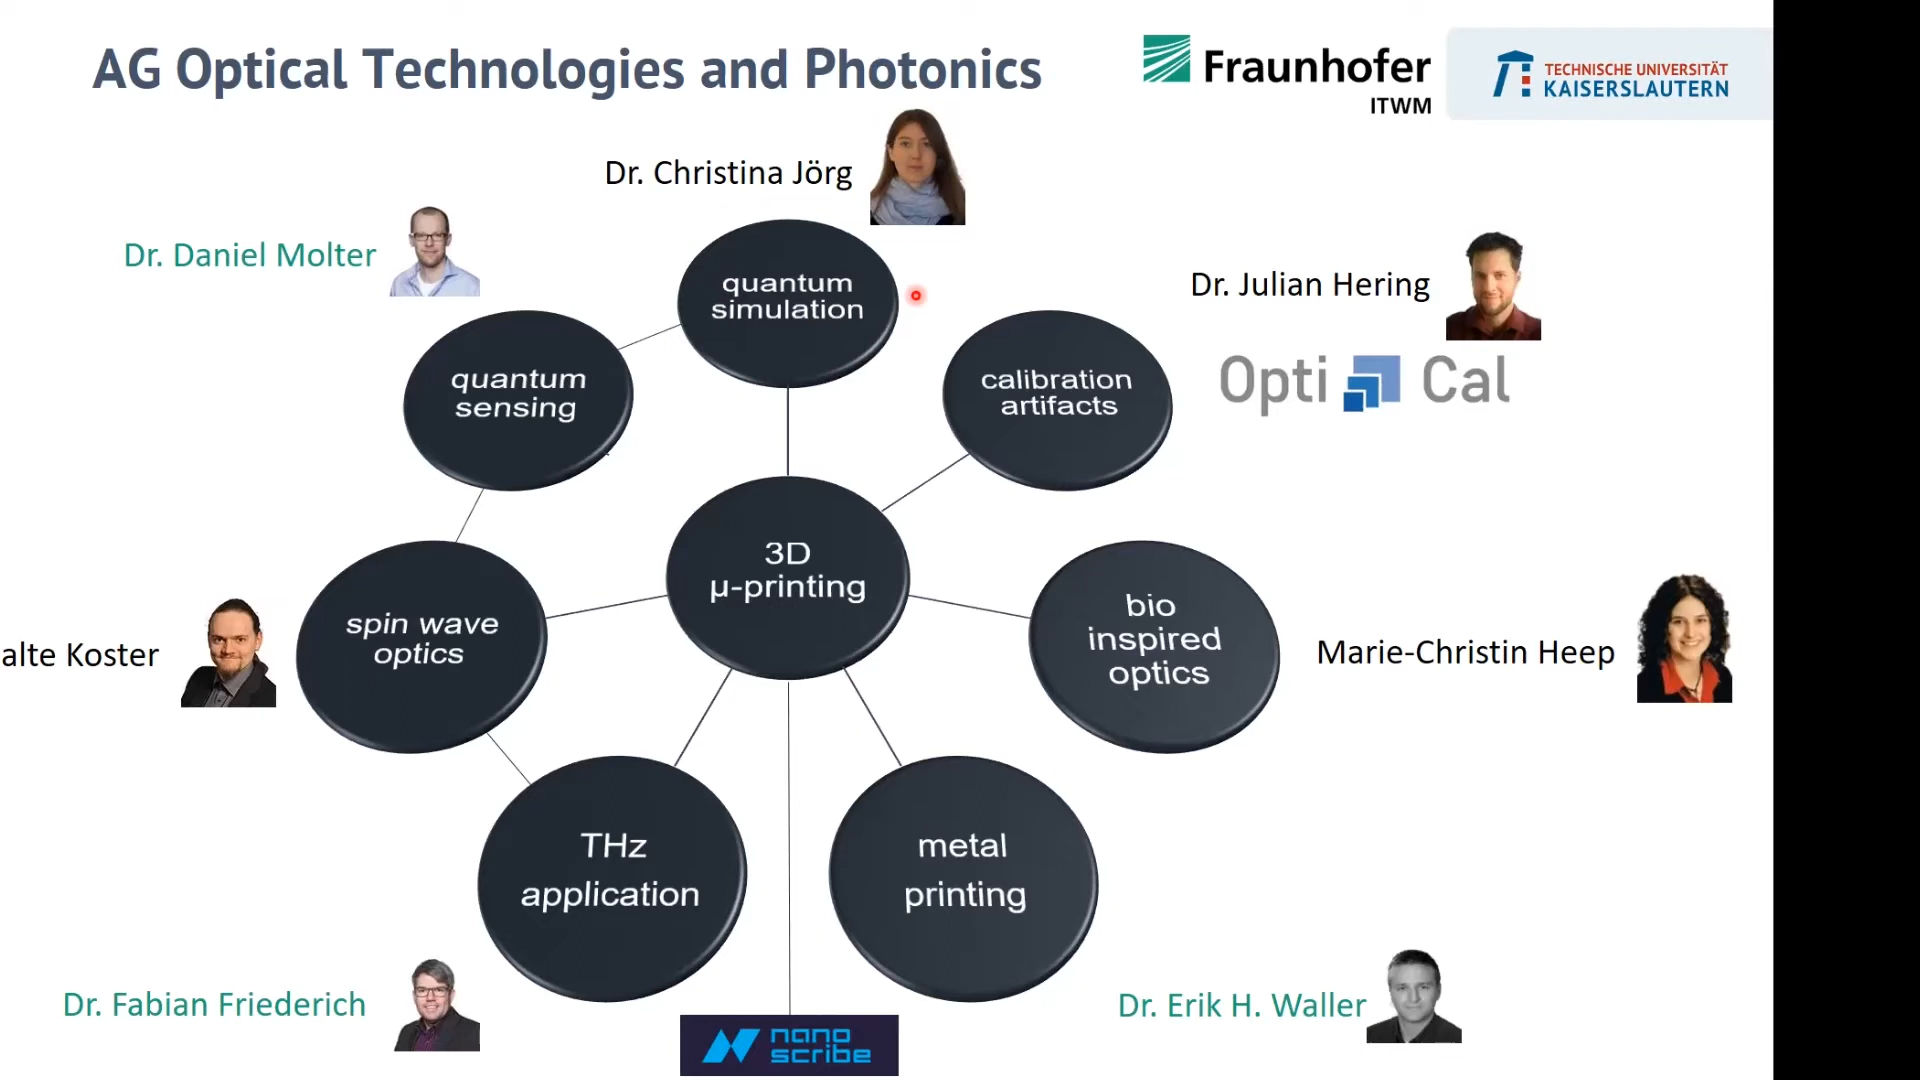 AG Optical Technologies and Photonics
Fraunhofer
ITWM
TECHNISCHE UNIVERSITÄT
KAISERSLAUTERN
Dr. Christina Jörg
Dr. Daniel Molter
quantum
simulation
Dr. Julian Hering
quantum
sensing
calibration
artifacts
Opti Cal
3D
μ-printing
spin wave
optics
alte Koster
bio
inspired
optics
Marie-Christin Heep
THz
application
metal
printing
Dr. Fabian Friederich
Dr. Erik H. Waller
nano
scribe